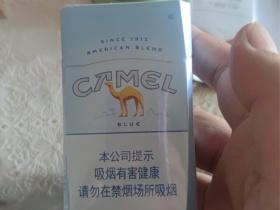 SINCE 1913
AMERICAN BLEND
CAMEL
BLUE
本公司提示
吸烟有害健康
请勿在禁烟场所吸烟